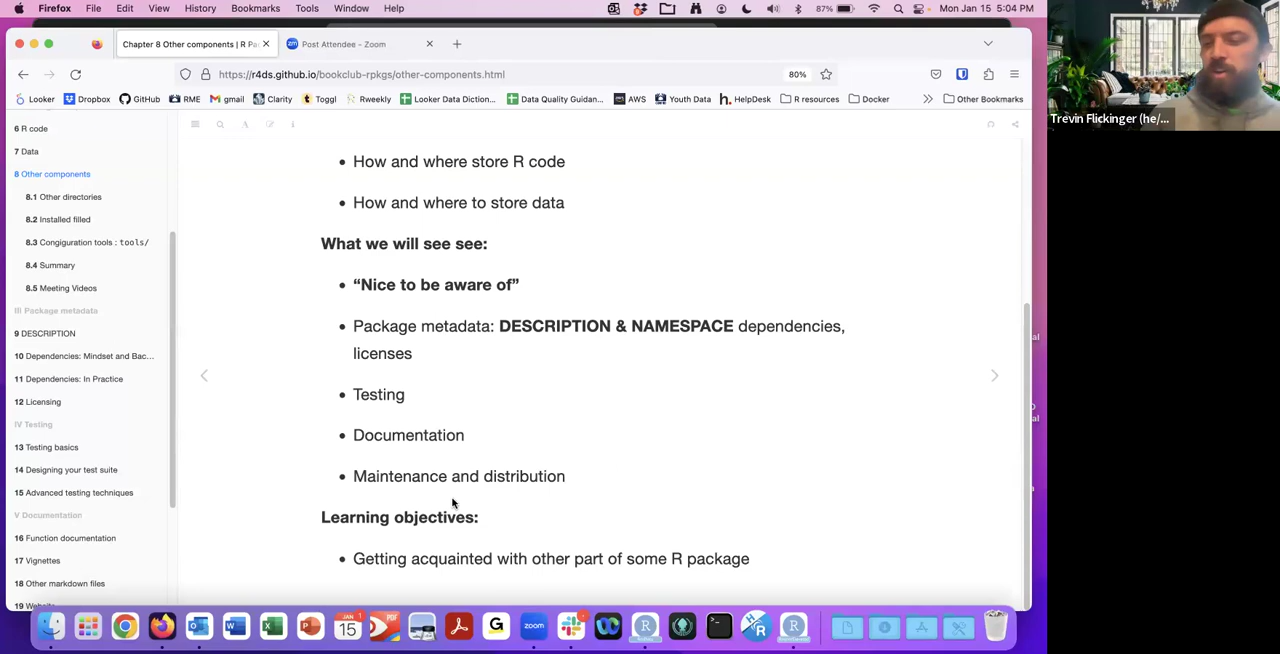 Firefox File Edit View History Bookmarks Tools Window Help 87% Mon Jan 15 5:04 PM
Chapter 8 Other components | R Pa
zm Post Attendee - Zoom
https://r4ds.github.io/bookclub-rpkgs/other-components.html
80%
Looker Dropbox GitHub RME gmail Clarity Toggl Rweekly Looker Data Diction... Data Quality Guidan... AWS Youth Data HelpDesk R resources Docker Other Bookmarks
Trevin Flickinger (he/...
6 R code
7 Data
8 Other components
8.1 Other directories
8.2 Installed filled
8.3 Congiguration tools : tools/
8.4 Summary
8.5 Meeting Videos
III Package metadata
9 DESCRIPTION
10 Dependencies: Mindset and Bac...
11 Dependencies: In Practice
12 Licensing
IV Testing
13 Testing basics
14 Designing your test suite
15 Advanced testing techniques
V Documentation
16 Function documentation
17 Vignettes
18 Other markdown files
19 Website
• How and where store R code
• How and where to store data
What we will see see:
• “Nice to be aware of”
• Package metadata: DESCRIPTION & NAMESPACE dependencies,
licenses
• Testing
• Documentation
• Maintenance and distribution
Learning objectives:
• Getting acquainted with other part of some R package
JAN 1
15
PDF
zoom